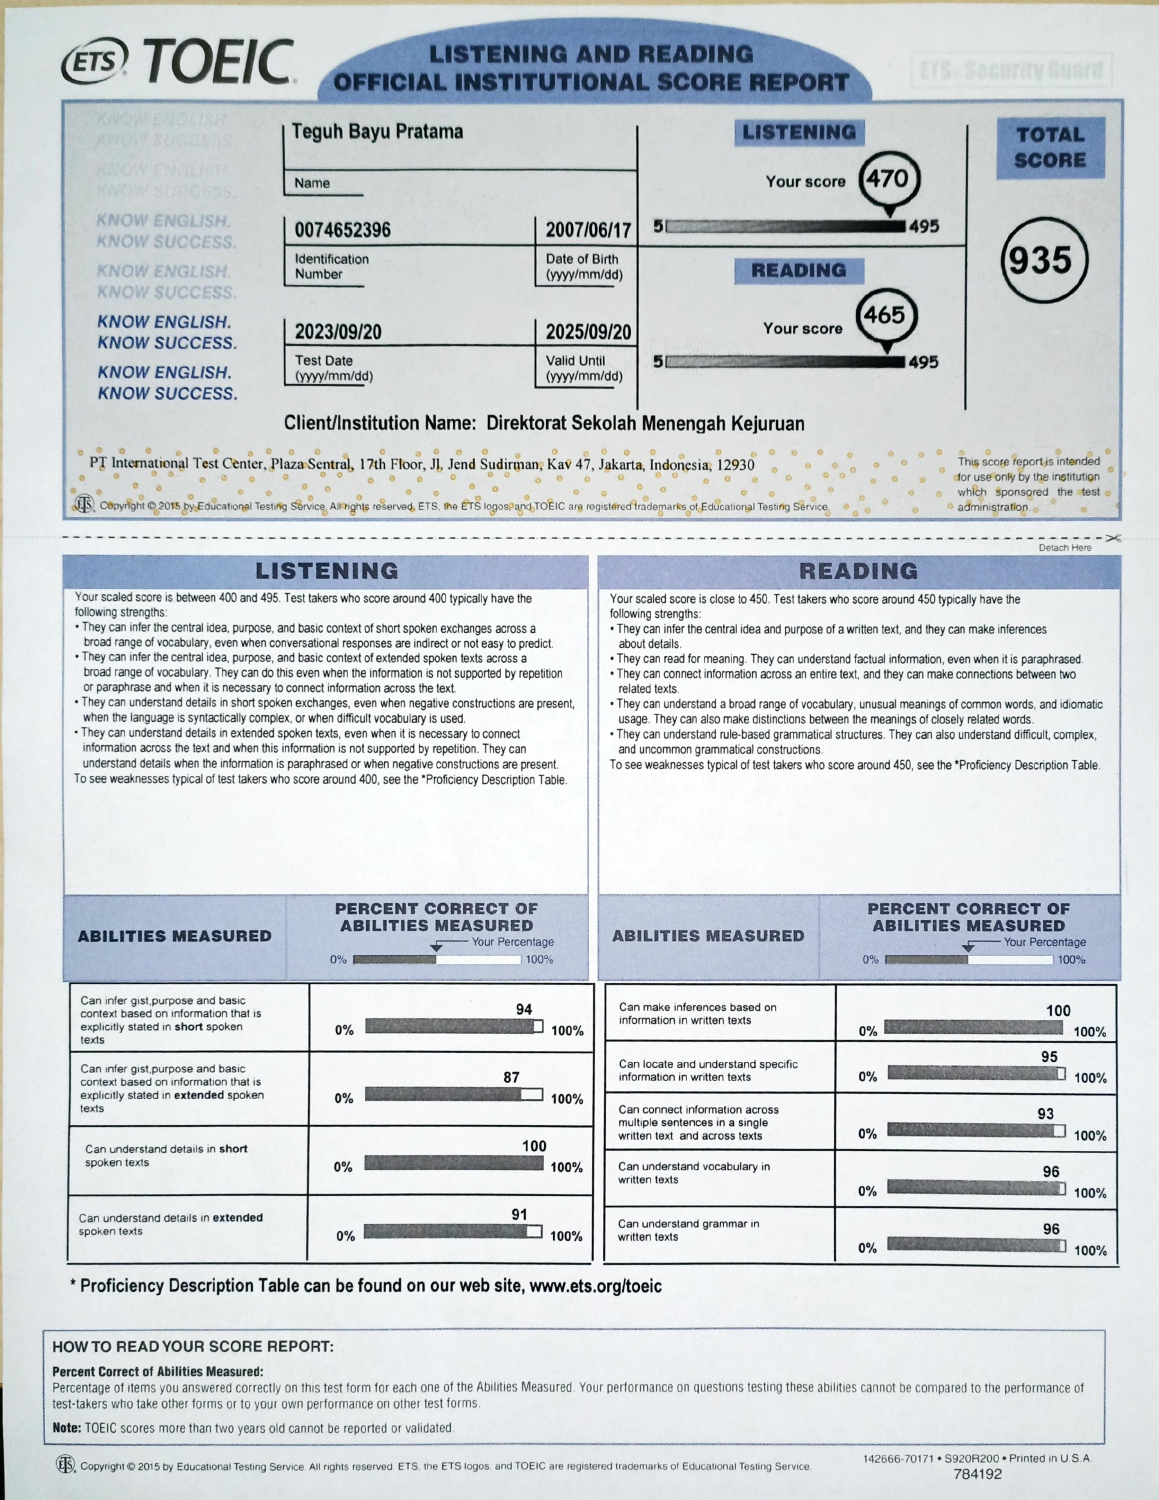 ETS TOEIC
LISTENING AND READING
OFFICIAL INSTITUTIONAL SCORE REPORT
ETS Security Guard
KNOW ENGLISH.
KNOW SUCCESS.
KNOW ENGLISH.
KNOW SUCCESS.
KNOW ENGLISH.
KNOW SUCCESS.
KNOW ENGLISH.
KNOW SUCCESS.
KNOW ENGLISH.
KNOW SUCCESS.
KNOW ENGLISH.
KNOW SUCCESS.
Teguh Bayu Pratama
Name
0074652396
Identification
Number
2007/06/17
Date of Birth
(yyyy/mm/dd)
2023/09/20
Test Date
(yyyy/mm/dd)
2025/09/20
Valid Until
(yyyy/mm/dd)
LISTENING
Your score 470
5 495
READING
Your score 465
5 495
TOTAL
SCORE
935
Client/Institution Name: Direktorat Sekolah Menengah Kejuruan
PT International Test Center, Plaza Sentral, 17th Floor, Jl. Jend Sudirman, Kav 47, Jakarta, Indonesia, 12930
This score report is intended
for use only by the institution
which sponsored the test
administration.
ETS Copyright © 2015 by Educational Testing Service. All rights reserved. ETS, the ETS logos, and TOEIC are registered trademarks of Educational Testing Service.
Detach Here
LISTENING
Your scaled score is between 400 and 495. Test takers who score around 400 typically have the
following strengths:
• They can infer the central idea, purpose, and basic context of short spoken exchanges across a
broad range of vocabulary, even when conversational responses are indirect or not easy to predict.
• They can infer the central idea, purpose, and basic context of extended spoken texts across a
broad range of vocabulary. They can do this even when the information is not supported by repetition
or paraphrase and when it is necessary to connect information across the text.
• They can understand details in short spoken exchanges, even when negative constructions are present,
when the language is syntactically complex, or when difficult vocabulary is used.
• They can understand details in extended spoken texts, even when it is necessary to connect
information across the text and when this information is not supported by repetition. They can
understand details when the information is paraphrased or when negative constructions are present.
To see weaknesses typical of test takers who score around 400, see the *Proficiency Description Table.
READING
Your scaled score is close to 450. Test takers who score around 450 typically have the
following strengths:
• They can infer the central idea and purpose of a written text, and they can make inferences
about details.
• They can read for meaning. They can understand factual information, even when it is paraphrased.
• They can connect information across an entire text, and they can make connections between two
related texts.
• They can understand a broad range of vocabulary, unusual meanings of common words, and idiomatic
usage. They can also make distinctions between the meanings of closely related words.
• They can understand rule-based grammatical structures. They can also understand difficult, complex,
and uncommon grammatical constructions.
To see weaknesses typical of test takers who score around 450, see the *Proficiency Description Table.
ABILITIES MEASURED
PERCENT CORRECT OF
ABILITIES MEASURED
Your Percentage
0% 100%
Can infer gist,purpose and basic
context based on information that is
explicitly stated in short spoken
texts
94
0% 100%
Can infer gist,purpose and basic
context based on information that is
explicitly stated in extended spoken
texts
87
0% 100%
Can understand details in short
spoken texts
100
0% 100%
Can understand details in extended
spoken texts
91
0% 100%
ABILITIES MEASURED
PERCENT CORRECT OF
ABILITIES MEASURED
Your Percentage
0% 100%
Can make inferences based on
information in written texts
100
0% 100%
Can locate and understand specific
information in written texts
95
0% 100%
Can connect information across
multiple sentences in a single
written text and across texts
93
0% 100%
Can understand vocabulary in
written texts
96
0% 100%
Can understand grammar in
written texts
96
0% 100%
* Proficiency Description Table can be found on our web site, www.ets.org/toeic
HOW TO READ YOUR SCORE REPORT:
Percent Correct of Abilities Measured:
Percentage of items you answered correctly on this test form for each one of the Abilities Measured. Your performance on questions testing these abilities cannot be compared to the performance of
test-takers who take other forms or to your own performance on other test forms.
Note: TOEIC scores more than two years old cannot be reported or validated.
ETS Copyright © 2015 by Educational Testing Service. All rights reserved. ETS, the ETS logos, and TOEIC are registered trademarks of Educational Testing Service.
142666-70171 • S920R200 • Printed in U.S.A.
784192